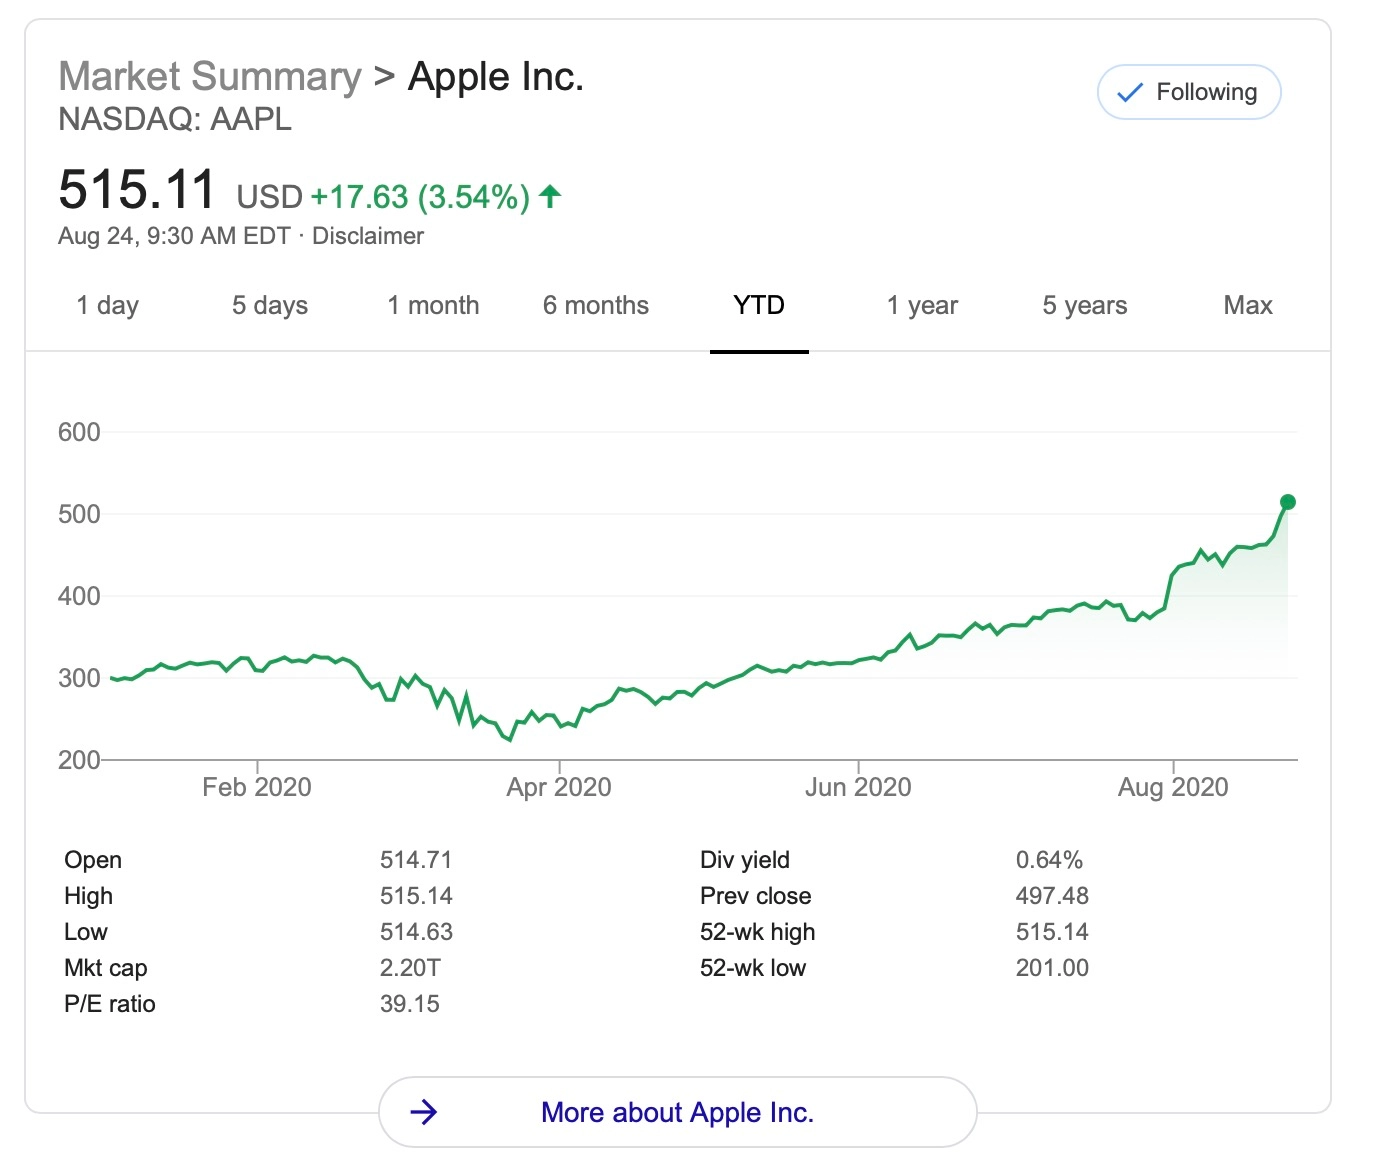 Market Summary > Apple Inc.
Following
NASDAQ: AAPL
515.11 USD +17.63 (3.54%)
Aug 24, 9:30 AM EDT · Disclaimer
1 day 5 days 1 month 6 months YTD 1 year 5 years Max
600
500
400
300
200
Feb 2020 Apr 2020 Jun 2020 Aug 2020
Open 514.71 Div yield 0.64%
High 515.14 Prev close 497.48
Low 514.63 52-wk high 515.14
Mkt cap 2.20T 52-wk low 201.00
P/E ratio 39.15
More about Apple Inc.